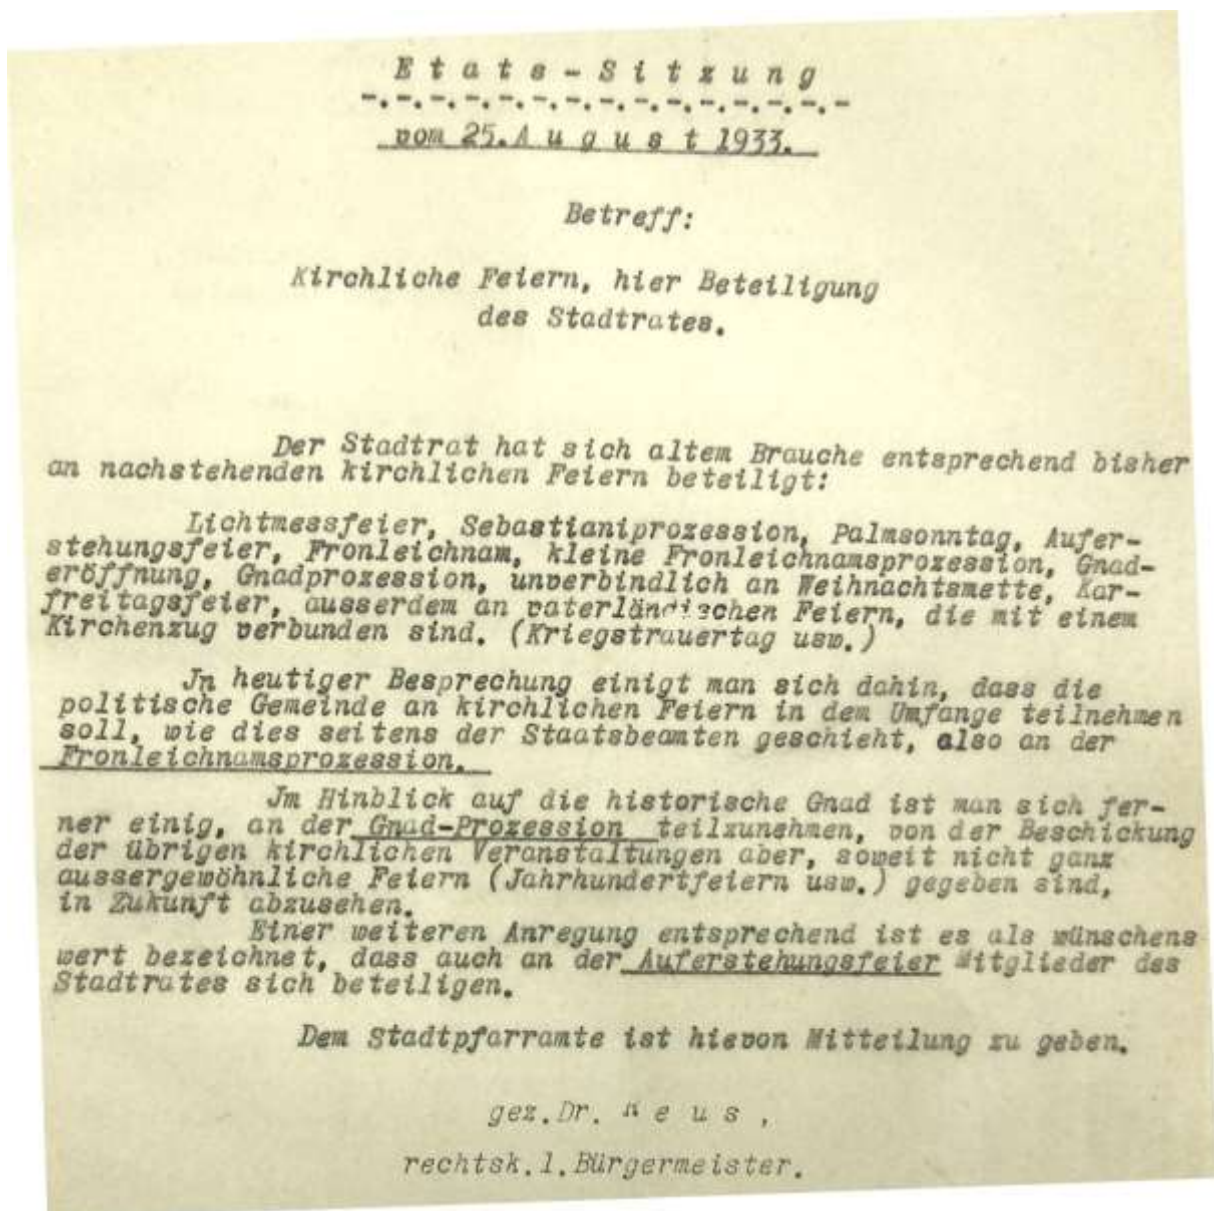 Etats-Sitzung
-.-.-.-.-.-.-.-.-.-.-.-.-.-.-
vom 25.August 1933.
Betreff:
Kirchliche Feiern, hier Beteiligung
des Stadtrates.
Der Stadtrat hat sich altem Brauche entsprechend bisher
an nachstehenden kirchlichen Feiern beteiligt:
Lichtmessfeier, Sebastianiprozession, Palmsonntag, Aufer-
stehungsfeier, Fronleichnam, kleine Fronleichnamsprozession, Gnad-
eröffnung, Gnadprozession, unverbindlich an Weihnachtsmette, Kar-
freitagsfeier, ausserdem an vaterländischen Feiern, die mit einem
Kirchenzug verbunden sind. (Kriegstrauertag usw.)
Jn heutiger Besprechung einigt man sich dahin, dass die
politische Gemeinde an kirchlichen Feiern in dem Umfange teilnehmen
soll, wie dies seitens der Staatsbeamten geschieht, also an der
Fronleichnamsprozession.
Jm Hinblick auf die historische Gnad ist man sich fer-
ner einig, an der Gnad-Prozession teilzunehmen, von der Beschickung
der übrigen kirchlichen Veranstaltungen aber, soweit nicht ganz
aussergewöhnliche Feiern (Jahrhundertfeiern usw.) gegeben sind,
in Zukunft abzusehen.
Einer weiteren Anregung entsprechend ist es als wünschens
wert bezeichnet, dass auch an der Auferstehungsfeier Mitglieder des
Stadtrates sich beteiligen.
Dem Stadtpfarramte ist hievon Mitteilung zu geben.
gez.Dr.
rechtsk.1.Bürgermeister.